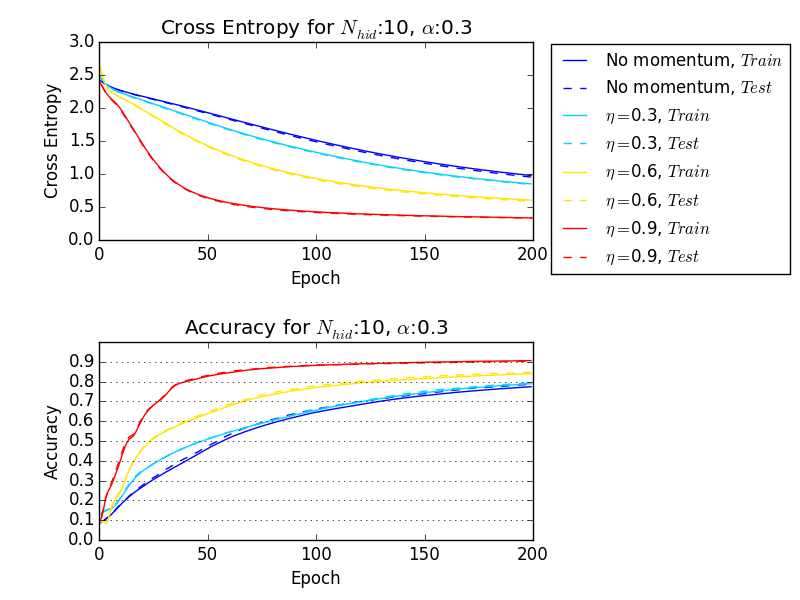 Cross Entropy for N_hid:10, α:0.3
3.0
2.5
2.0
1.5
1.0
0.5
0.0
Cross Entropy
0 50 100 150 200
Epoch
No momentum, Train
No momentum, Test
η=0.3, Train
η=0.3, Test
η=0.6, Train
η=0.6, Test
η=0.9, Train
η=0.9, Test
Accuracy for N_hid:10, α:0.3
0.9
0.8
0.7
0.6
0.5
0.4
0.3
0.2
0.1
0.0
Accuracy
0 50 100 150 200
Epoch